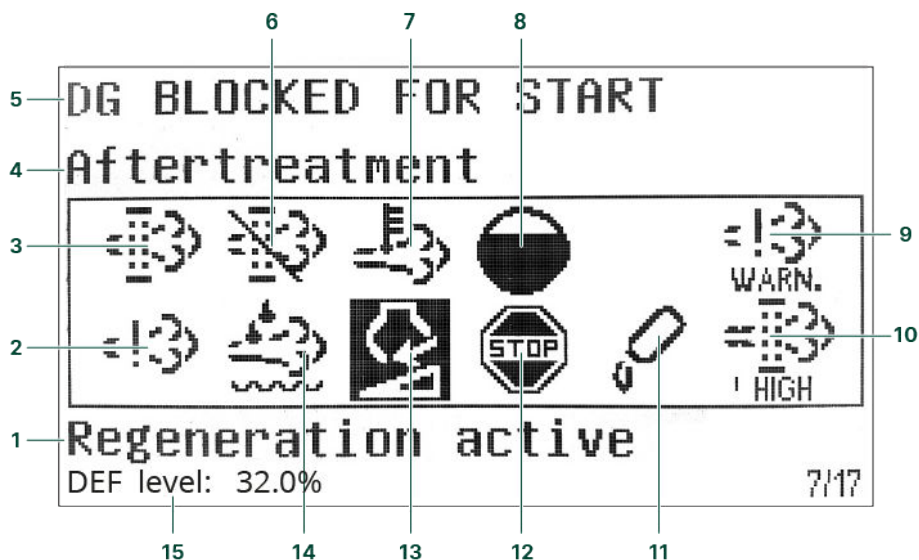 6 7 8
5 DG BLOCKED FOR START
4 Aftertreatment
3 9
WARN.
2 STOP 10
! HIGH
1 Regeneration active
DEF level: 32.0% 7/17
15 14 13 12 11